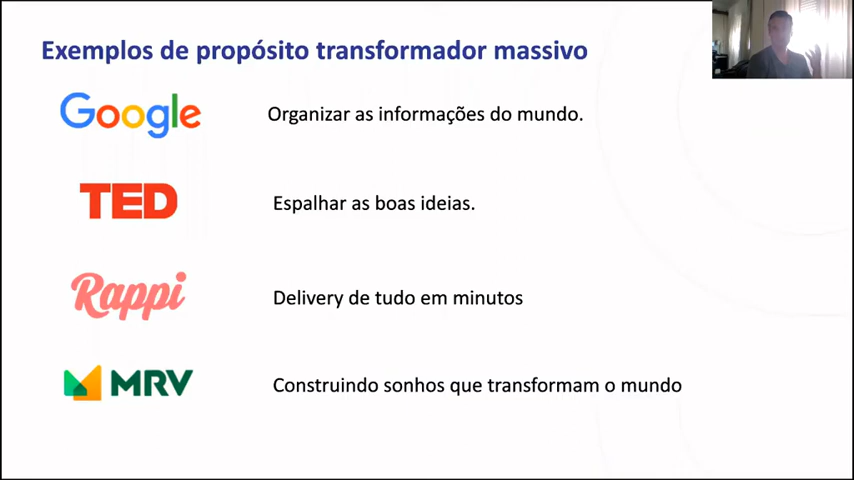 Exemplos de propósito transformador massivo
Google
Organizar as informações do mundo.
TED
Espalhar as boas ideias.
Rappi
Delivery de tudo em minutos
MRV
Construindo sonhos que transformam o mundo